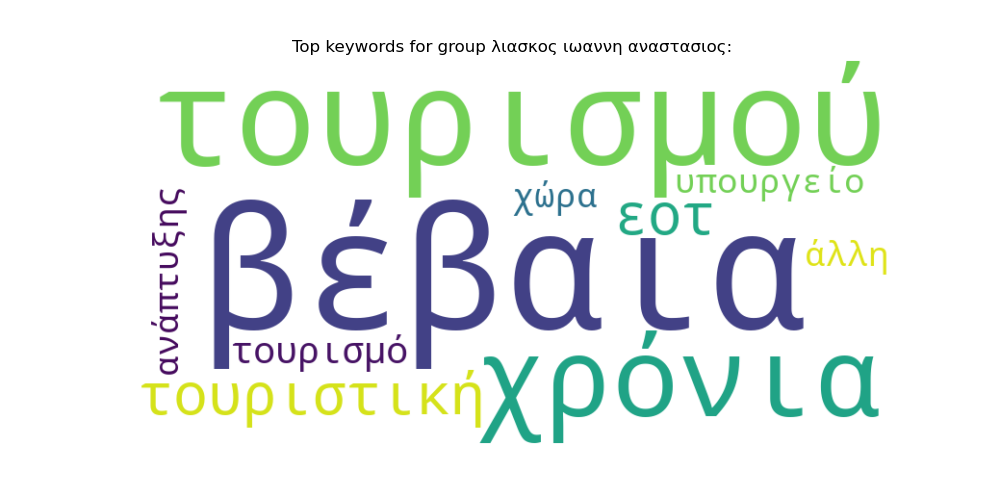 Top keywords for group λιασκος ιωαννη αναστασιος:
τουρισμού
υπουργείο
χώρα
εοτ
ανάπτυξης
βέβαια
άλλη
τουρισμό
χρόνια
τουριστική